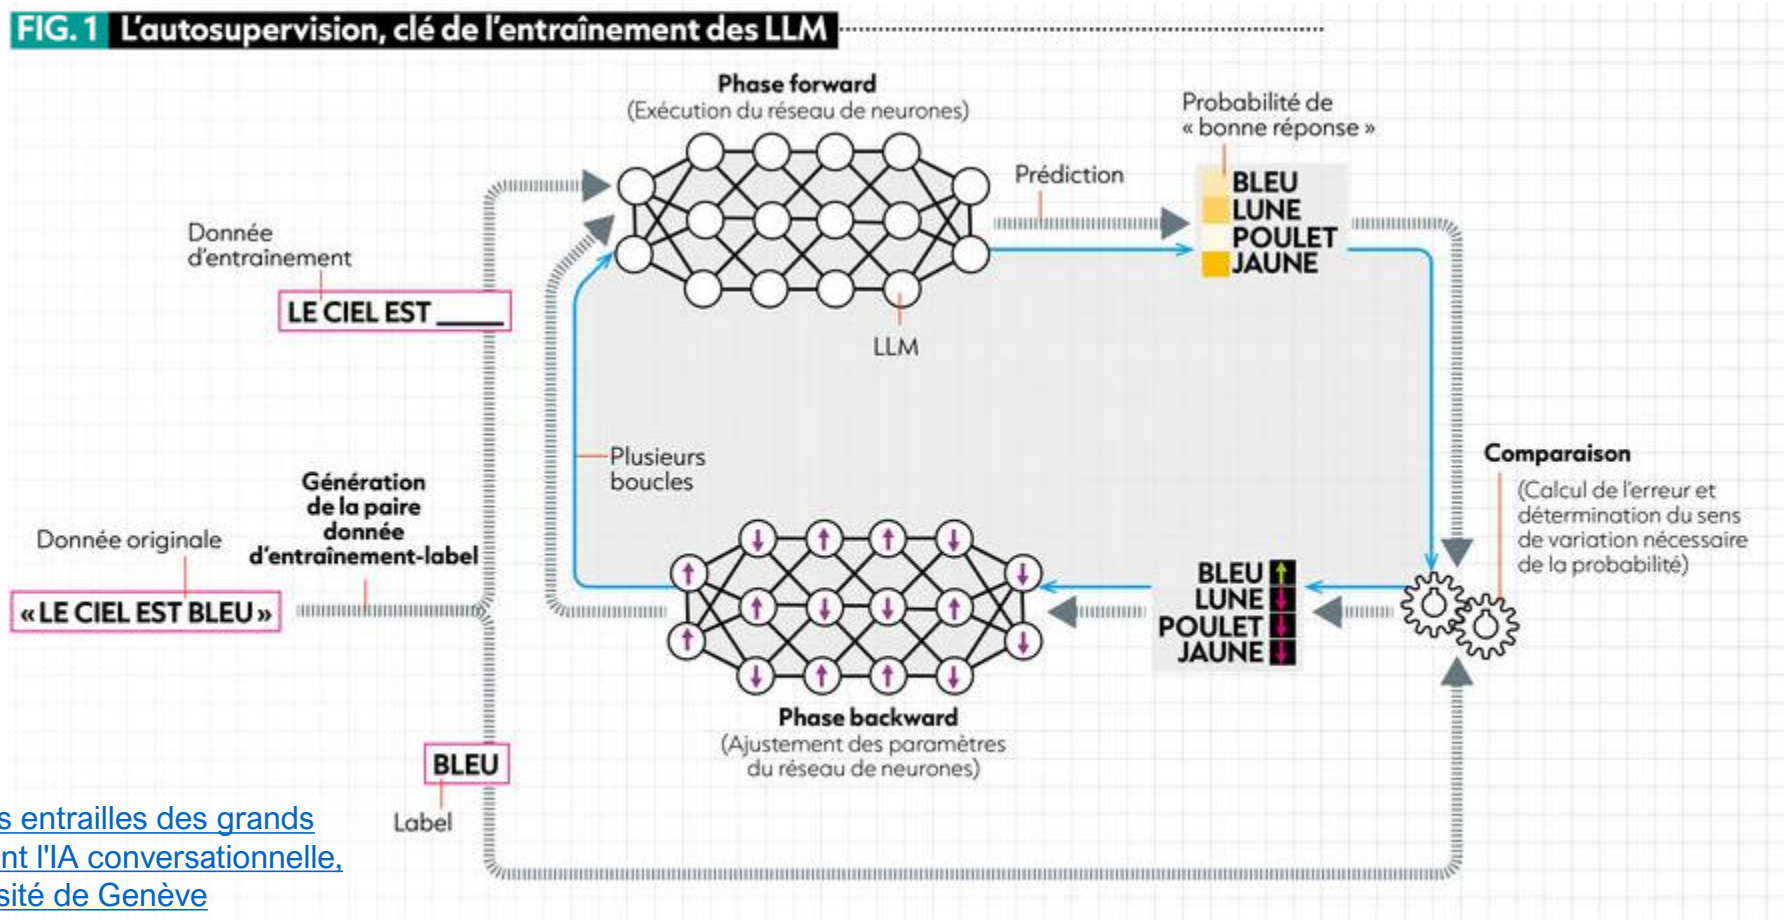 FIG. 1 L'autosupervision, clé de l'entraînement des LLM
Phase forward
(Exécution du réseau de neurones)
Probabilité de
« bonne réponse »
Prédiction
BLEU
LUNE
POULET
JAUNE
Donnée
d'entraînement
LE CIEL EST _____
LLM
Plusieurs
boucles
Comparaison
(Calcul de l'erreur et
détermination du sens
de variation nécessaire
de la probabilité)
Génération
de la paire
donnée
d'entraînement-label
Donnée originale
« LE CIEL EST BLEU »
BLEU ↑
LUNE ↓
POULET ↓
JAUNE ↓
Phase backward
(Ajustement des paramètres
du réseau de neurones)
BLEU
Label
s entrailles des grands
nt l'IA conversationnelle,
sité de Genève